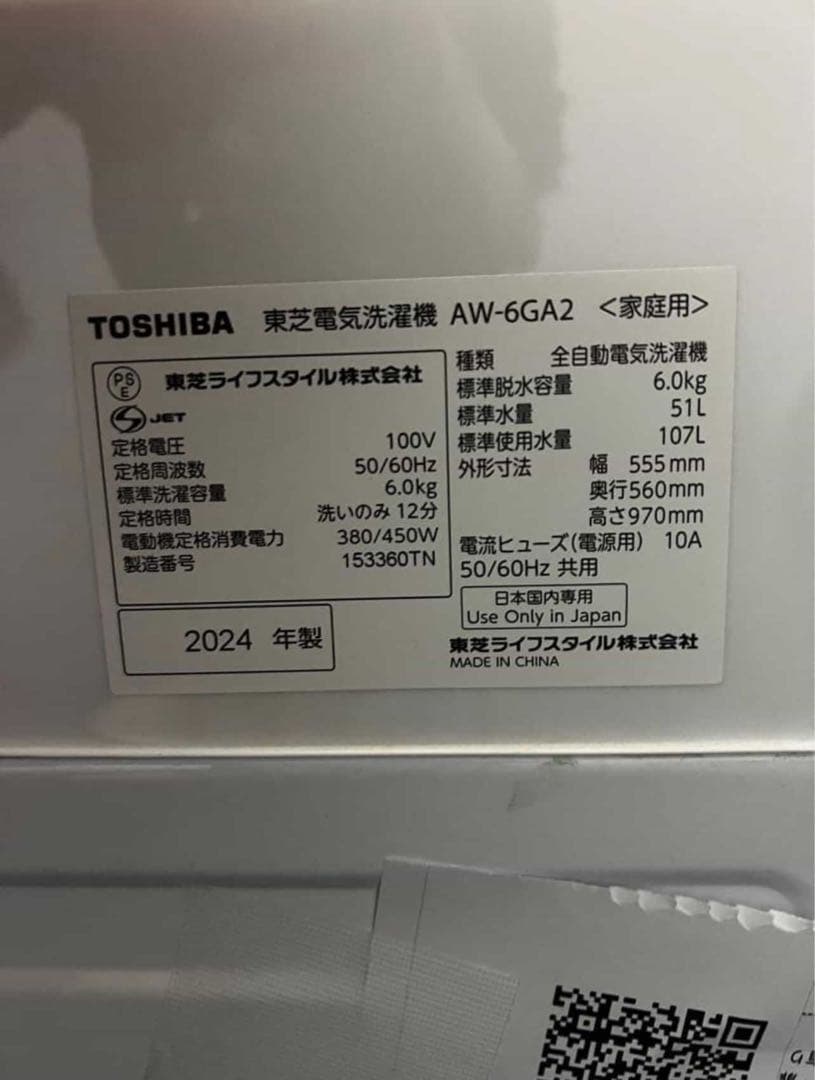 TOSHIBA 東芝電気洗濯機 AW-6GA2 <家庭用>
PS
E
東芝ライフスタイル株式会社
S JET
定格電圧 100V
定格周波数 50/60Hz
標準洗濯容量 6.0kg
定格時間 洗いのみ 12分
電動機定格消費電力 380/450W
製造番号 153360TN
2024 年製
種類 全自動電気洗濯機
標準脱水容量 6.0kg
標準水量 51L
標準使用水量 107L
外形寸法 幅 555mm
奥行560mm
高さ970mm
電流ヒューズ(電源用) 10A
50/60Hz 共用
日本国内専用
Use Only in Japan
東芝ライフスタイル株式会社
MADE IN CHINA